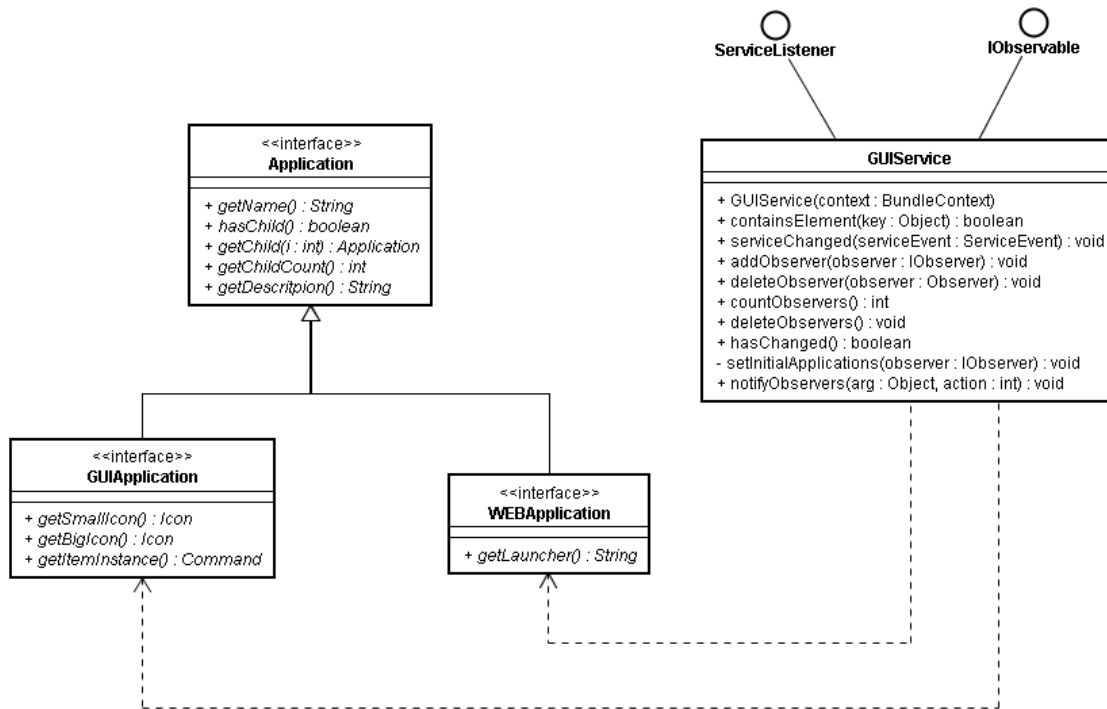 ServiceListener
IObservable
<<interface>>
Application
+ getName() : String
+ hasChild() : boolean
+ getChild(i : int) : Application
+ getChildCount() : int
+ getDescritpion() : String
GUIService
+ GUIService(context : BundleContext)
+ containsElement(key : Object) : boolean
+ serviceChanged(serviceEvent : ServiceEvent) : void
+ addObserver(observer : IObserver) : void
+ deleteObserver(observer : Observer) : void
+ countObservers() : int
+ deleteObservers() : void
+ hasChanged() : boolean
- setInitialApplications(observer : IObserver) : void
+ notifyObservers(arg : Object, action : int) : void
<<interface>>
GUIApplication
+ getSmallIcon() : Icon
+ getBigIcon() : Icon
+ getItemInstance() : Command
<<interface>>
WEBApplication
+ getLauncher() : String